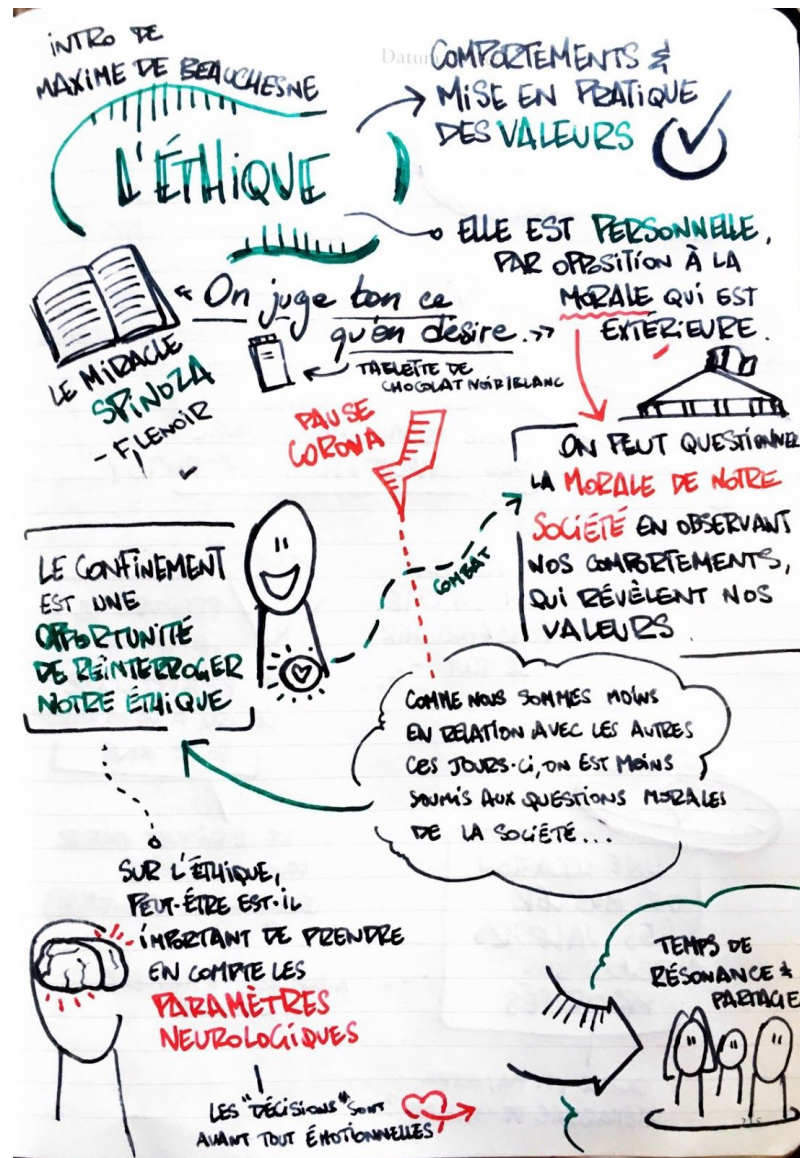 INTRO DE
MAXIME DE BEAUCHESNE
L'ÉTHIQUE
Datum
COMPORTEMENTS &
MISE EN PRATIQUE
DES VALEURS
ELLE EST PERSONNELLE,
PAR OPPOSITION À LA
MORALE QUI EST
EXTÉRIEURE.
« On juge bon ce
qu'on désire. »
TABLETTE DE
CHOCOLAT NOIR/BLANC
LE MIRACLE
SPINOZA
- F. LENOIR
PAUSE
CORONA
ON PEUT QUESTIONNER
LA MORALE DE NOTRE
SOCIÉTÉ EN OBSERVANT
NOS COMPORTEMENTS,
QUI RÉVÈLENT NOS
VALEURS.
COMBAT
LE CONFINEMENT
EST UNE
OPPORTUNITÉ
DE RÉINTERROGER
NOTRE ÉTHIQUE
COMME NOUS SOMMES MOINS
EN RELATION AVEC LES AUTRES
CES JOURS-CI, ON EST MOINS
SOUMIS AUX QUESTIONS MORALES
DE LA SOCIÉTÉ...
SUR L'ÉTHIQUE,
PEUT-ÊTRE EST-IL
IMPORTANT DE PRENDRE
EN COMPTE LES
PARAMÈTRES
NEUROLOGIQUES
LES "DÉCISIONS" SONT
AVANT TOUT ÉMOTIONNELLES
TEMPS DE
RÉSONANCE &
PARTAGE